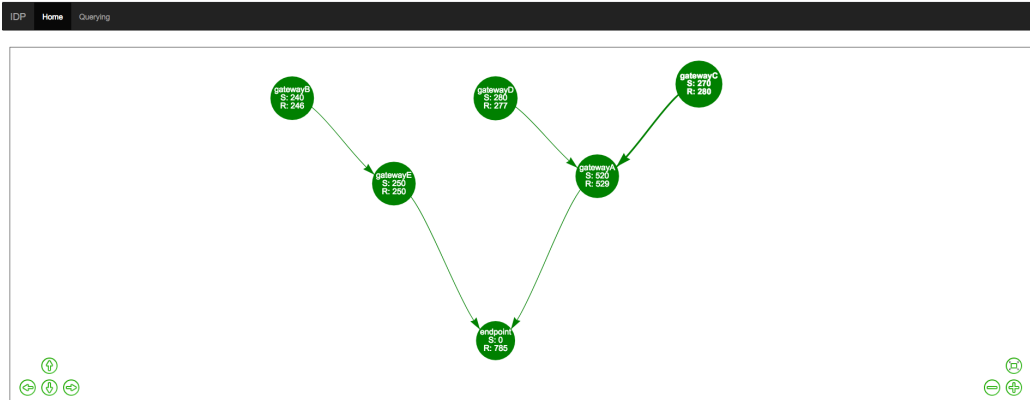 IDP Home Querying
gatewayB
S: 240
R: 246
gatewayD
S: 280
R: 277
gatewayC
S: 270
R: 280
gatewayE
S: 250
R: 250
gatewayA
S: 520
R: 529
endpoint
S: 0
R: 785